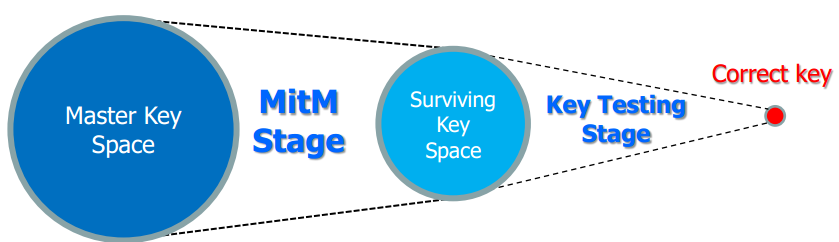 Master Key
Space
MitM
Stage
Surviving
Key
Space
Key Testing
Stage
Correct key